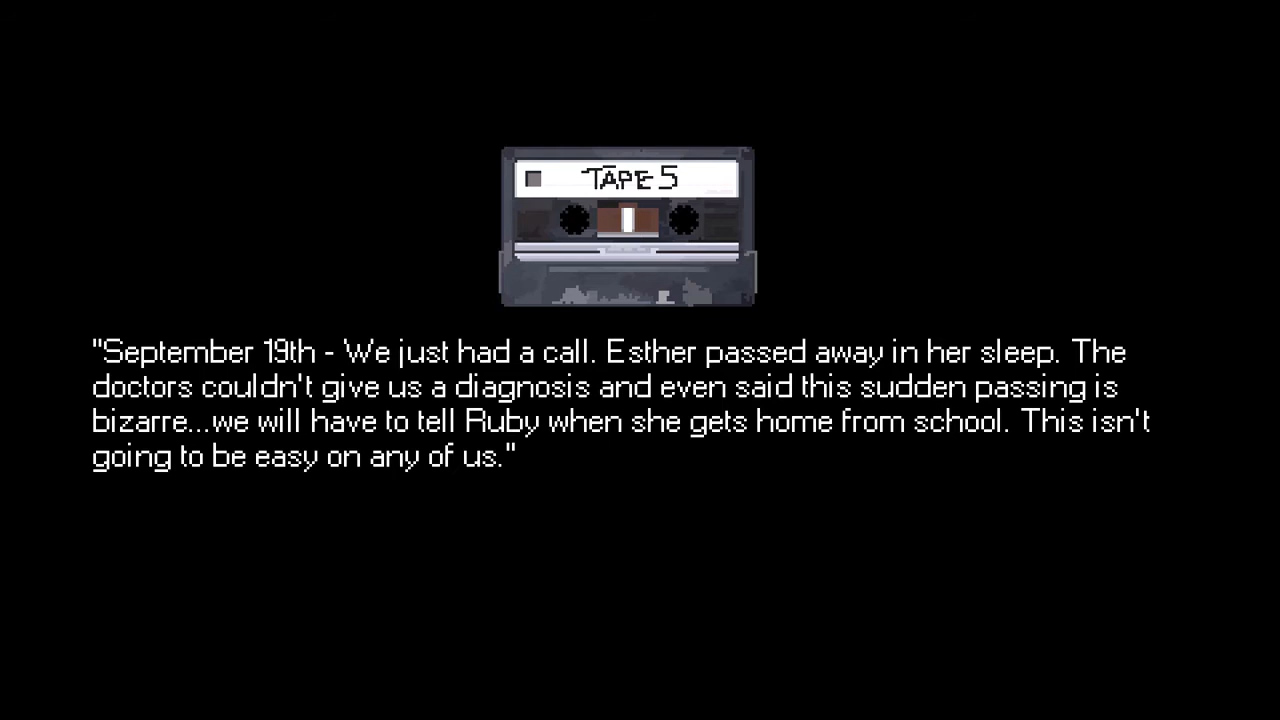 TAPE 5
"September 19th - We just had a call. Esther passed away in her sleep. The
doctors couldn't give us a diagnosis and even said this sudden passing is
bizarre...we will have to tell Ruby when she gets home from school. This isn't
going to be easy on any of us."